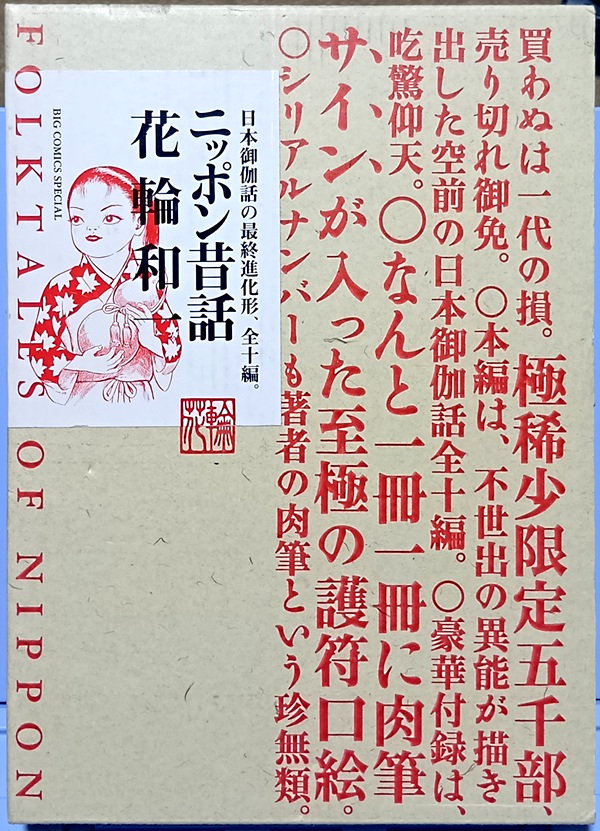 買わぬは一代の損。極稀少限定五千部、
売り切れ御免。〇本編は、不世出の異能が描き
出した空前の日本御伽話全十編。〇豪華付録は、
吃驚仰天。〇なんと一冊一冊に肉筆
サインが入った至極の護符口絵。
〇シリアルナンバーも著者の肉筆という珍無類。
日本御伽話の最終進化形、全十編。
ニッポン昔話
花輪和一
BIG COMICS SPECIAL
花輪
FOLKTALES OF NIPPON